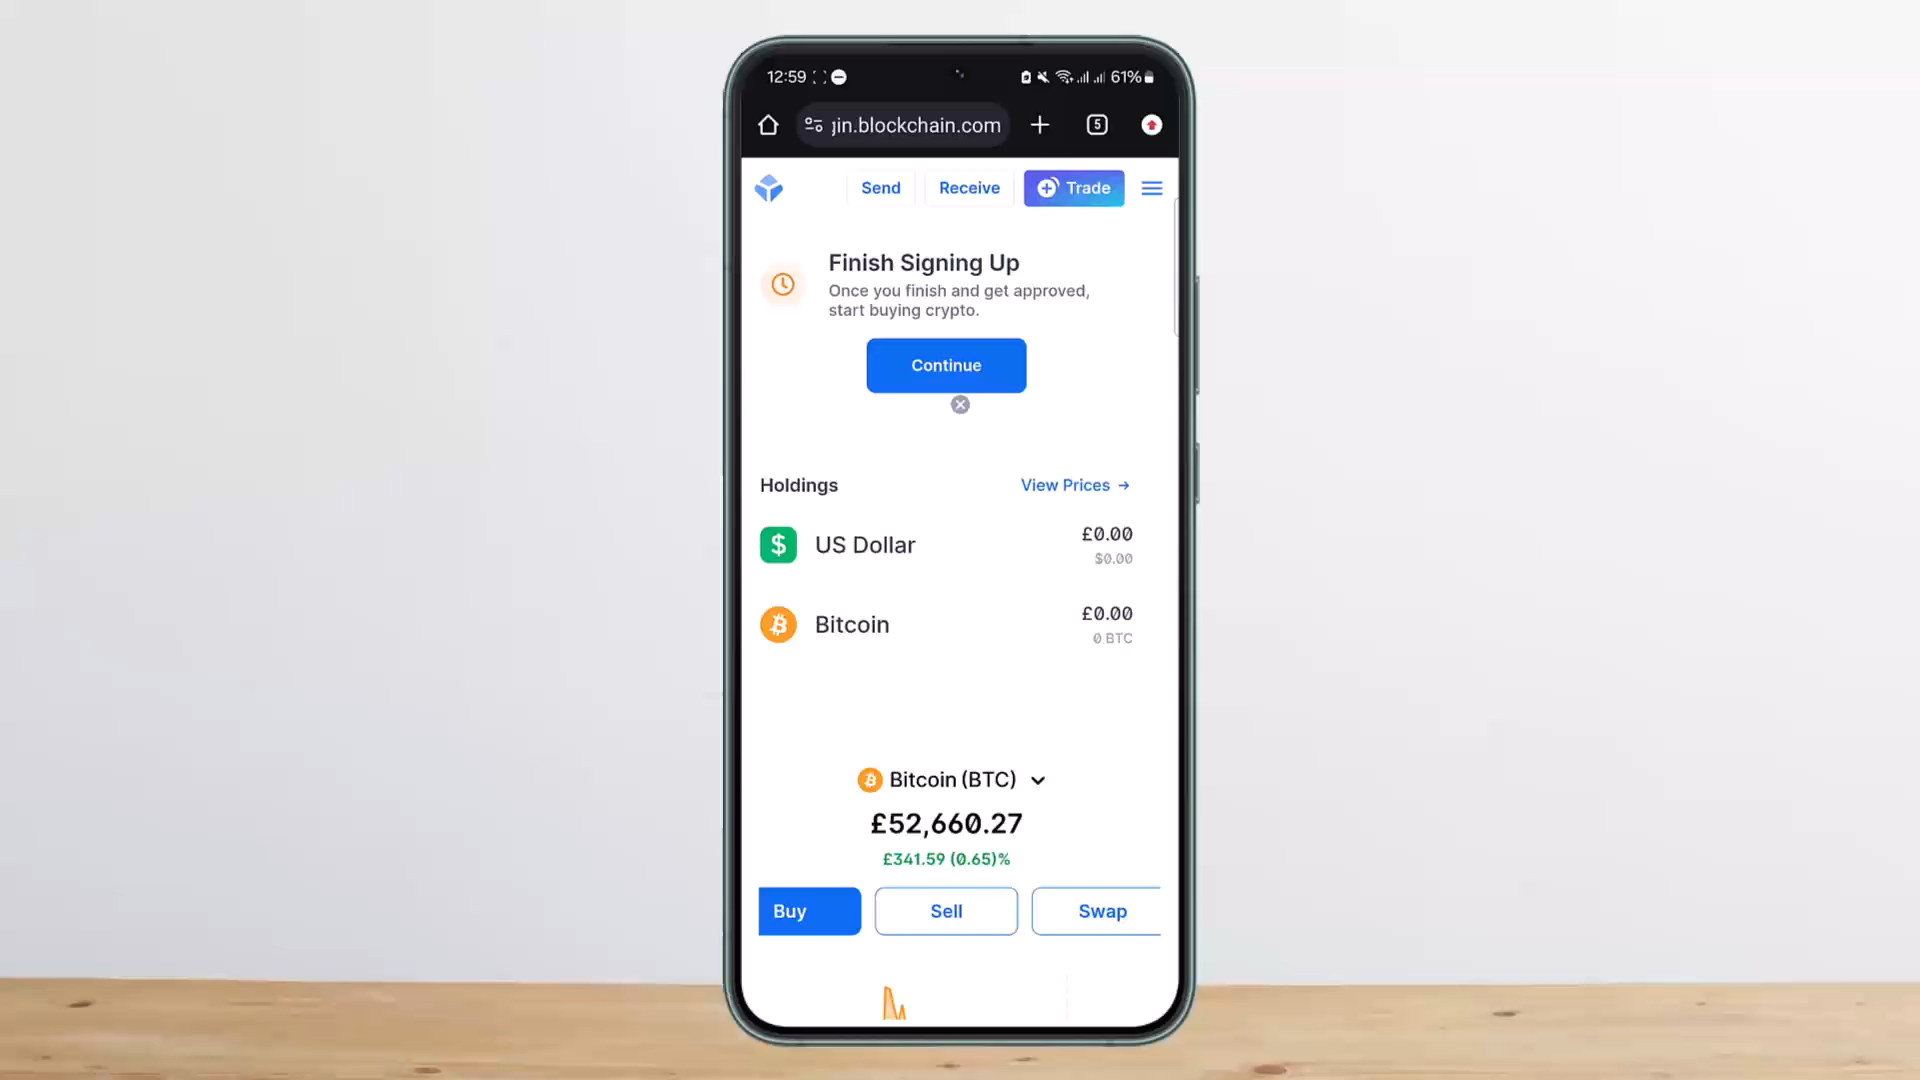 12:59
61%
gin.blockchain.com
5
Send
Receive
Trade
Finish Signing Up
Once you finish and get approved,
start buying crypto.
Continue
Holdings
View Prices →
US Dollar
£0.00
$0.00
Bitcoin
£0.00
0 BTC
Bitcoin (BTC)
£52,660.27
£341.59 (0.65)%
Buy
Sell
Swap